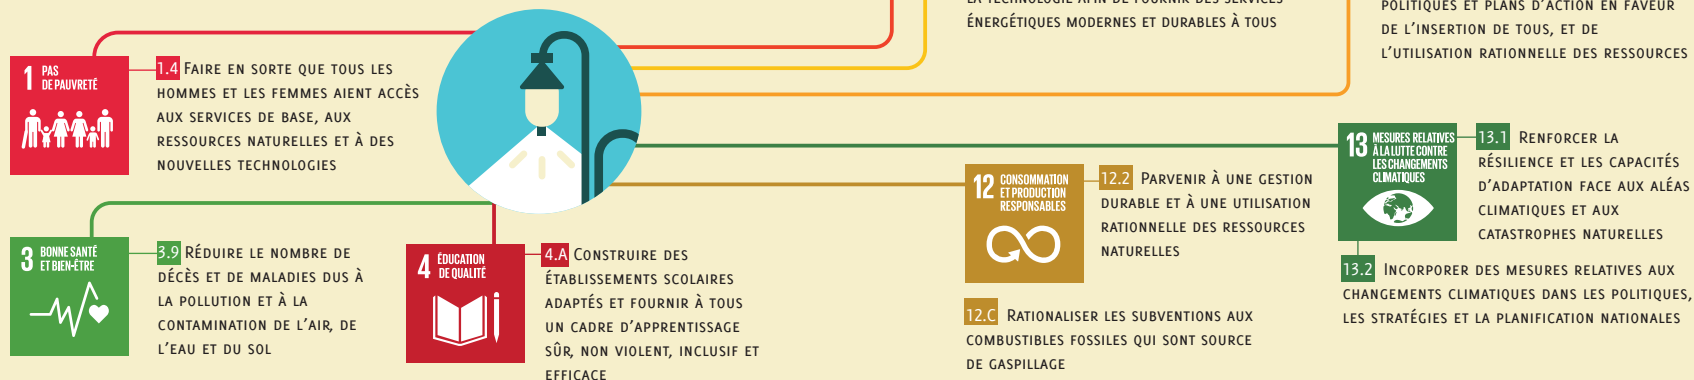 LA TECHNOLOGIE AFIN DE FOURNIR DES SERVICES
ÉNERGÉTIQUES MODERNES ET DURABLES À TOUS
POLITIQUES ET PLANS D'ACTION EN FAVEUR
DE L'INSERTION DE TOUS, ET DE
L'UTILISATION RATIONNELLE DES RESSOURCES
1 PAS
DE PAUVRETÉ
1.4 FAIRE EN SORTE QUE TOUS LES
HOMMES ET LES FEMMES AIENT ACCÈS
AUX SERVICES DE BASE, AUX
RESSOURCES NATURELLES ET À DES
NOUVELLES TECHNOLOGIES
3 BONNE SANTÉ
ET BIEN-ÊTRE
3.9 RÉDUIRE LE NOMBRE DE
DÉCÈS ET DE MALADIES DUS À
LA POLLUTION ET À LA
CONTAMINATION DE L'AIR, DE
L'EAU ET DU SOL
4 ÉDUCATION
DE QUALITÉ
4.A CONSTRUIRE DES
ÉTABLISSEMENTS SCOLAIRES
ADAPTÉS ET FOURNIR À TOUS
UN CADRE D'APPRENTISSAGE
SÛR, NON VIOLENT, INCLUSIF ET
EFFICACE
12 CONSOMMATION
ET PRODUCTION
RESPONSABLES
12.2 PARVENIR À UNE GESTION
DURABLE ET À UNE UTILISATION
RATIONNELLE DES RESSOURCES
NATURELLES
12.C RATIONALISER LES SUBVENTIONS AUX
COMBUSTIBLES FOSSILES QUI SONT SOURCE
DE GASPILLAGE
13 MESURES RELATIVES
À LA LUTTE CONTRE
LES CHANGEMENTS
CLIMATIQUES
13.1 RENFORCER LA
RÉSILIENCE ET LES CAPACITÉS
D'ADAPTATION FACE AUX ALÉAS
CLIMATIQUES ET AUX
CATASTROPHES NATURELLES
13.2 INCORPORER DES MESURES RELATIVES AUX
CHANGEMENTS CLIMATIQUES DANS LES POLITIQUES,
LES STRATÉGIES ET LA PLANIFICATION NATIONALES